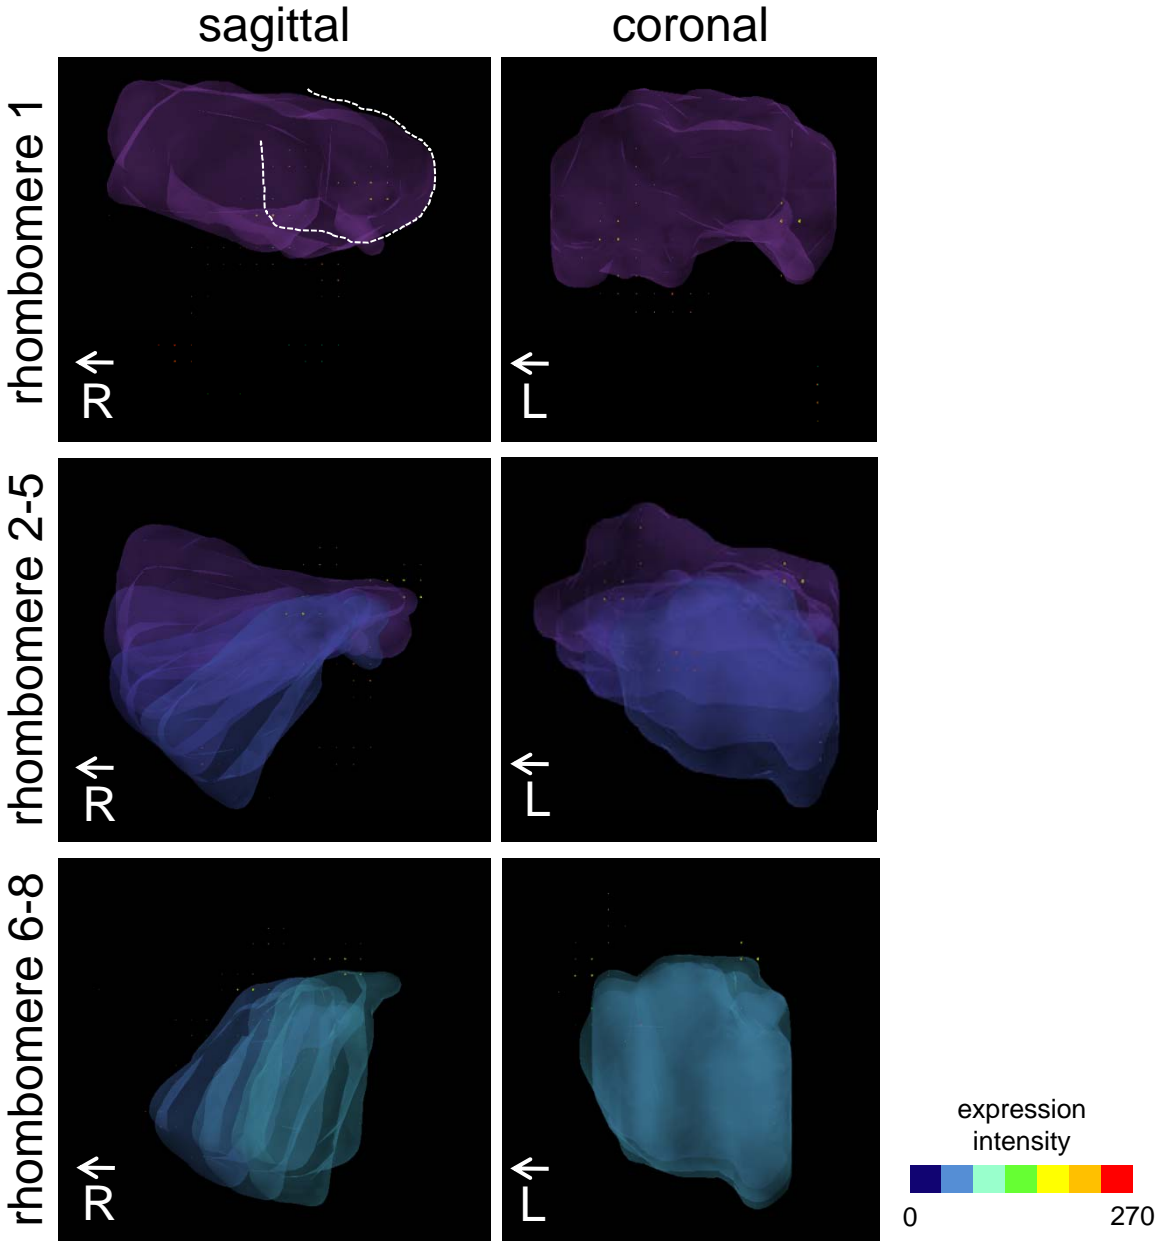 sagittal
coronal
rhombomere 1
R
L
rhombomere 2-5
R
L
rhombomere 6-8
R
L
expression
intensity
0
270